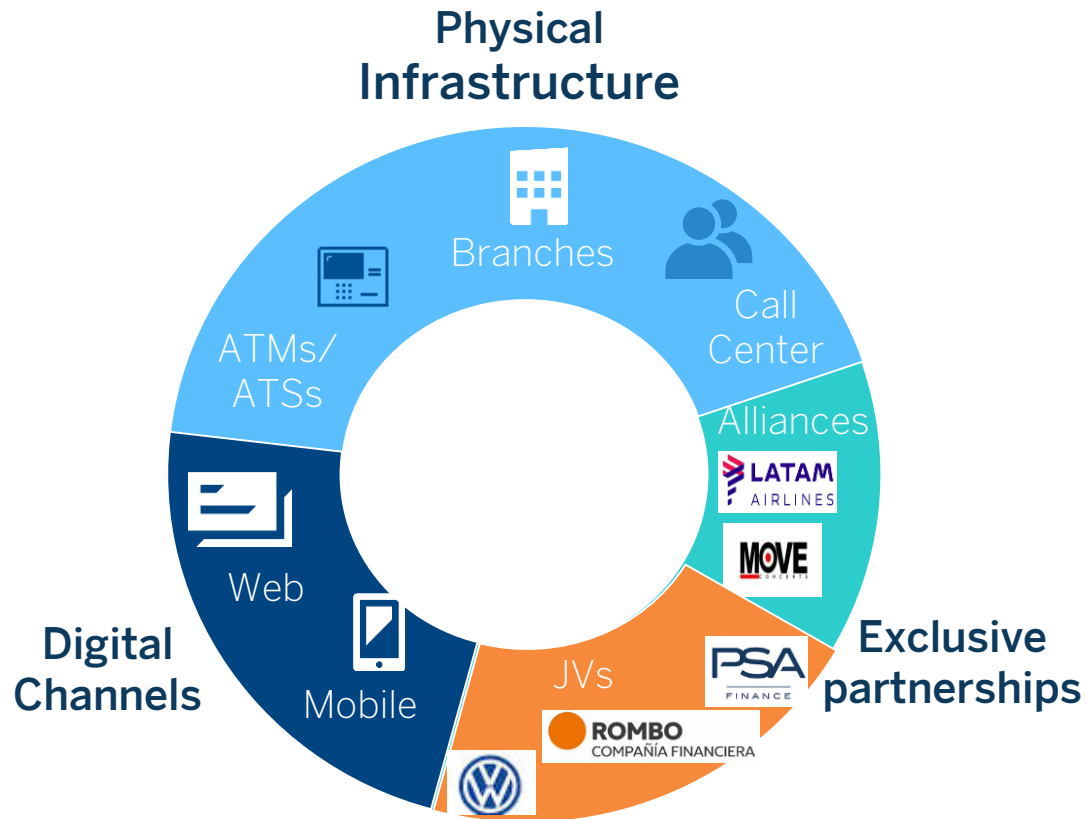 Physical
Infrastructure
Branches
Call
Center
ATMs/
ATSs
Alliances
LATAM
AIRLINES
MOVE
CONCERTS
Web
Mobile
Digital
Channels
Exclusive
partnerships
JVs
PSA
FINANCE
ROMBO
COMPAÑÍA FINANCIERA
VW